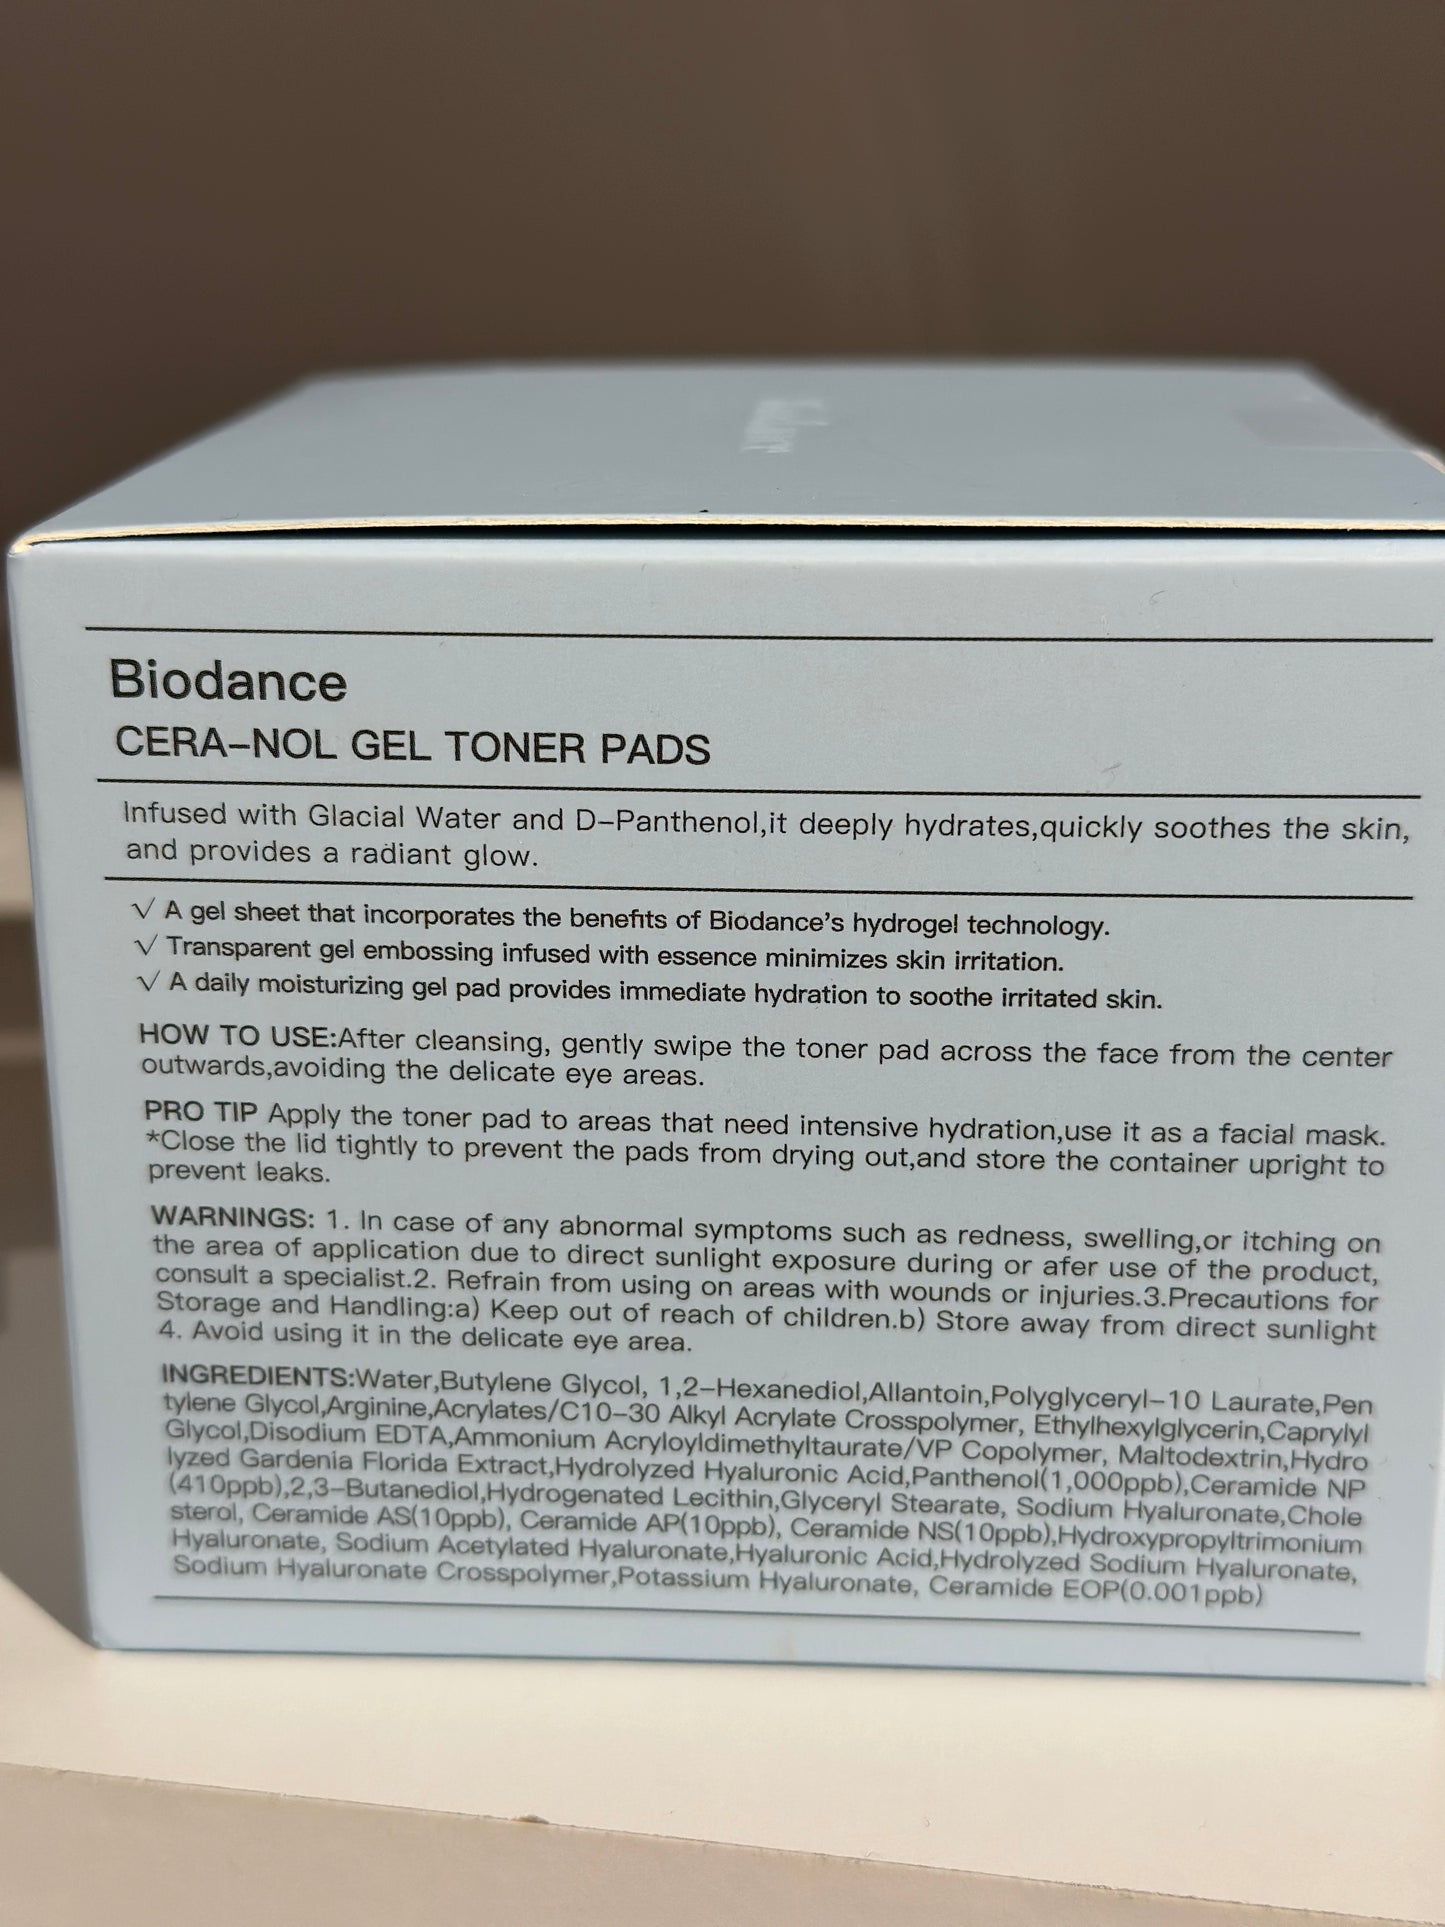 Biodance
CERA-NOL GEL TONER PADS
Infused with Glacial Water and D-Panthenol,it deeply hydrates,quickly soothes the skin,
and provides a radiant glow.
√ A gel sheet that incorporates the benefits of Biodance's hydrogel technology.
√ Transparent gel embossing infused with essence minimizes skin irritation.
√ A daily moisturizing gel pad provides immediate hydration to soothe irritated skin.
HOW TO USE:After cleansing, gently swipe the toner pad across the face from the center
outwards,avoiding the delicate eye areas.
PRO TIP Apply the toner pad to areas that need intensive hydration,use it as a facial mask.
*Close the lid tightly to prevent the pads from drying out,and store the container upright to
prevent leaks.
WARNINGS: 1. In case of any abnormal symptoms such as redness, swelling,or itching on
the area of application due to direct sunlight exposure during or afer use of the product,
consult a specialist.2. Refrain from using on areas with wounds or injuries.3.Precautions for
Storage and Handling:a) Keep out of reach of children.b) Store away from direct sunlight
4. Avoid using it in the delicate eye area.
INGREDIENTS:Water,Butylene Glycol, 1,2-Hexanediol,Allantoin,Polyglyceryl-10 Laurate,Pen
tylene Glycol,Arginine,Acrylates/C10-30 Alkyl Acrylate Crosspolymer, Ethylhexylglycerin,Caprylyl
Glycol,Disodium EDTA,Ammonium Acryloyldimethyltaurate/VP Copolymer, Maltodextrin,Hydro
lyzed Gardenia Florida Extract,Hydrolyzed Hyaluronic Acid,Panthenol(1,000ppb),Ceramide NP
(410ppb),2,3-Butanediol,Hydrogenated Lecithin,Glyceryl Stearate, Sodium Hyaluronate,Chole
sterol, Ceramide AS(10ppb), Ceramide AP(10ppb), Ceramide NS(10ppb),Hydroxypropyltrimonium
Hyaluronate, Sodium Acetylated Hyaluronate,Hyaluronic Acid,Hydrolyzed Sodium Hyaluronate,
Sodium Hyaluronate Crosspolymer,Potassium Hyaluronate, Ceramide EOP(0.001ppb)